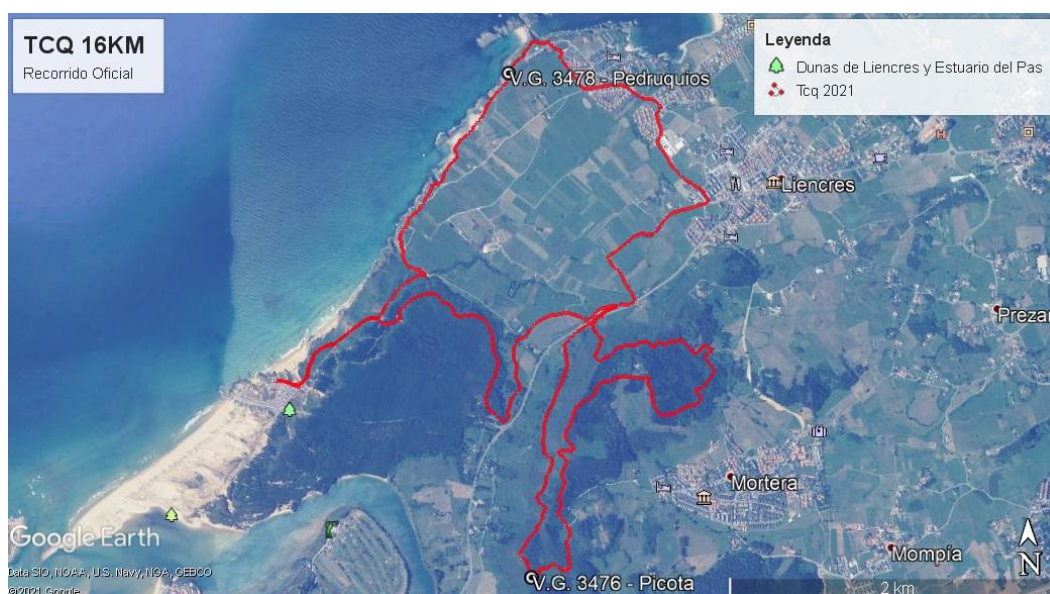 TCQ 16KM
Recorrido Oficial
Leyenda
Dunas de Liencres y Estuario del Pas
Tcq 2021
V.G. 3478 - Pedruquios
H
Liencres
Prezan
Mortera
Mompía
N
V.G. 3476 - Picota
2 km
Google Earth
Data SIO, NOAA, U.S. Navy, NGA, GEBCO
©2021 Google